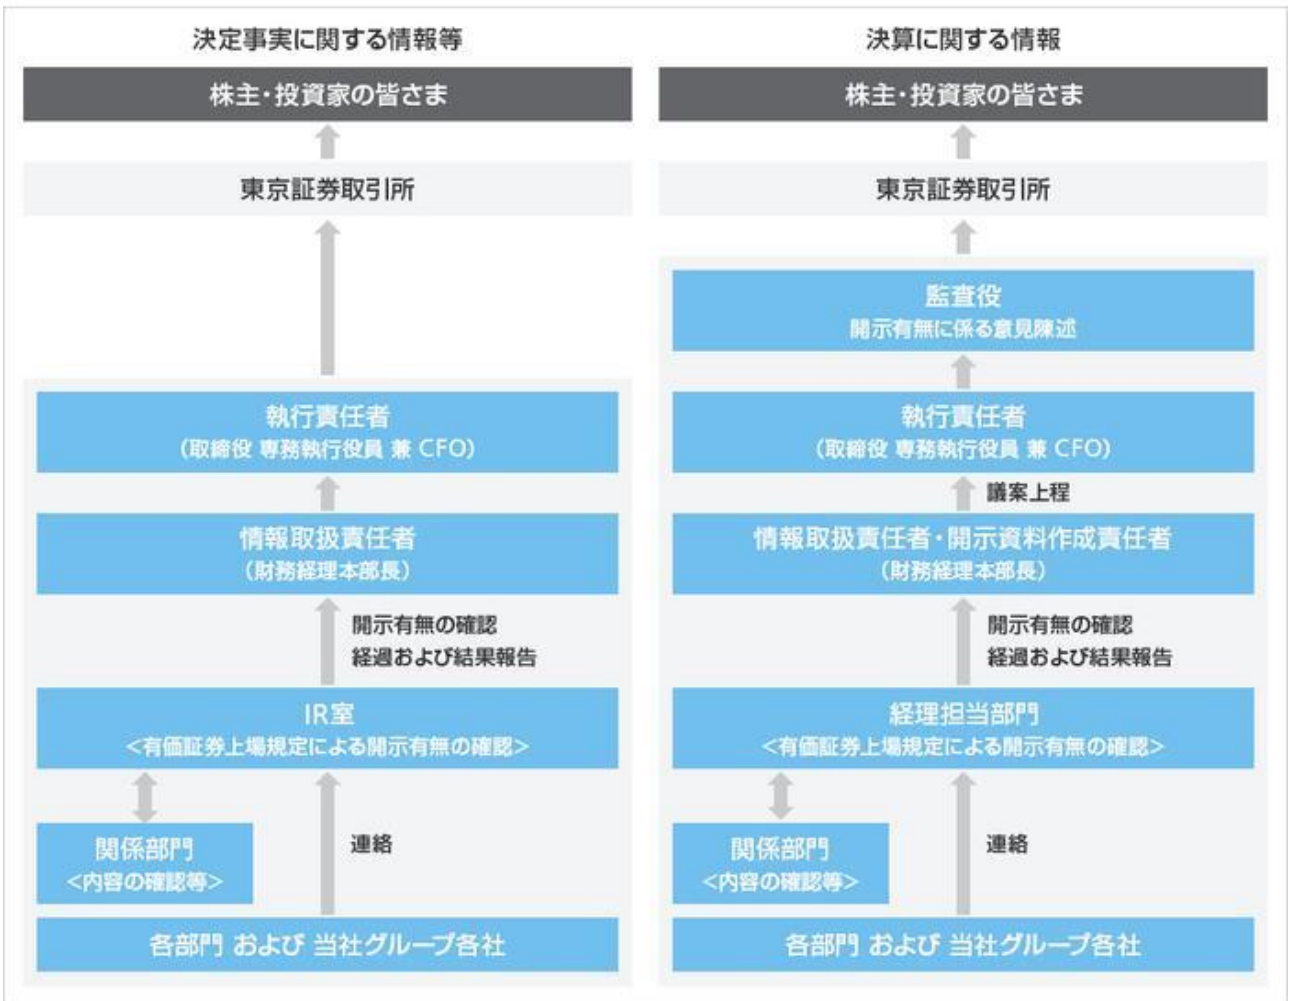 決定事実に関する情報等
株主・投資家の皆さま
東京証券取引所
執行責任者
(取締役 専務執行役員 兼 CFO)
情報取扱責任者
(財務経理本部長)
開示有無の確認
経過および結果報告
IR室
<有価証券上場規定による開示有無の確認>
関係部門
<内容の確認等>
連絡
各部門 および 当社グループ各社
決算に関する情報
株主・投資家の皆さま
東京証券取引所
監査役
開示有無に係る意見陳述
執行責任者
(取締役 専務執行役員 兼 CFO)
議案上程
情報取扱責任者・開示資料作成責任者
(財務経理本部長)
開示有無の確認
経過および結果報告
経理担当部門
<有価証券上場規定による開示有無の確認>
関係部門
<内容の確認等>
連絡
各部門 および 当社グループ各社